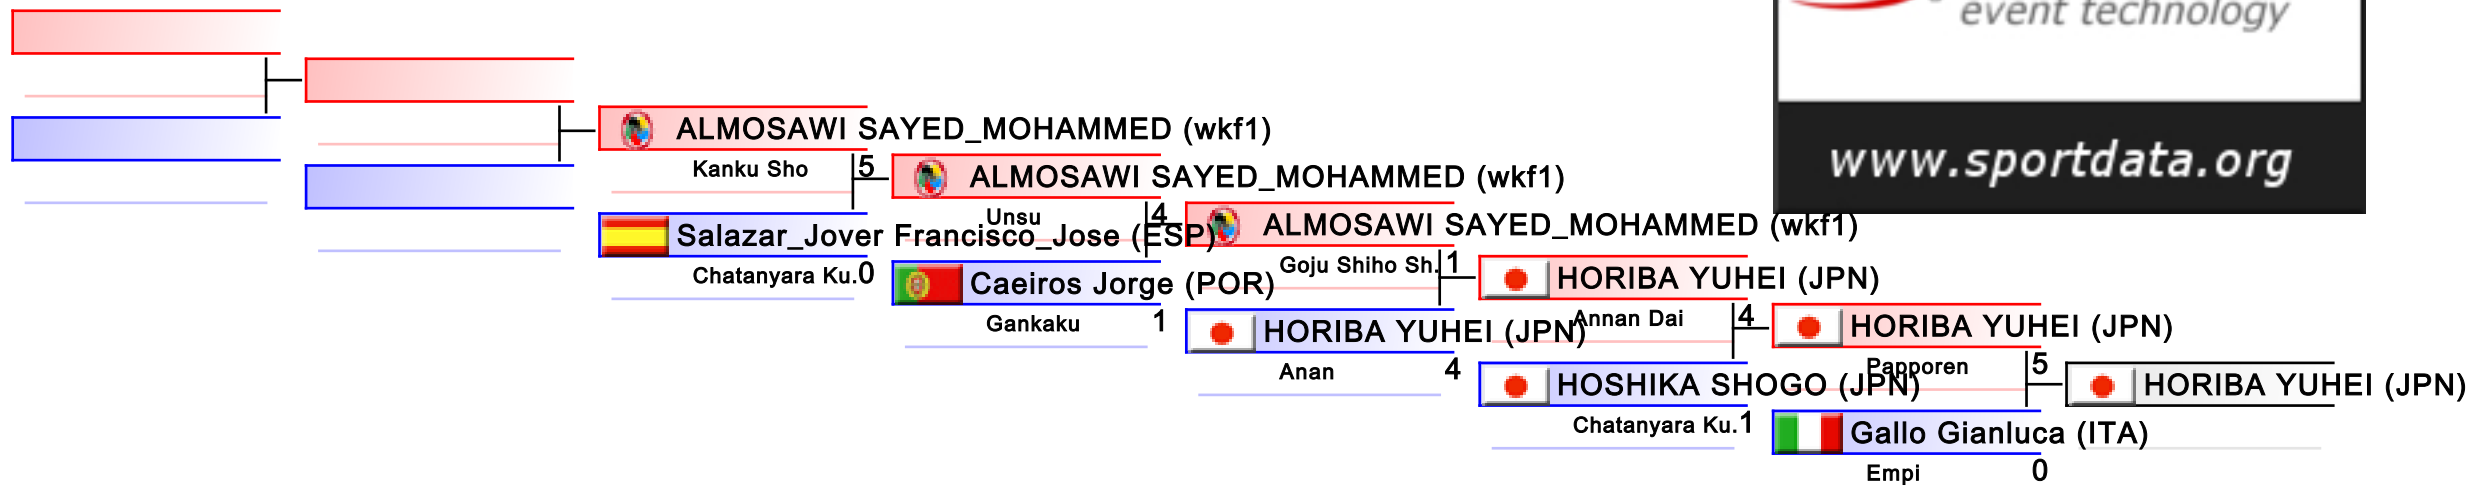 event technology
www.sportdata.org
ALMOSAWI SAYED_MOHAMMED (wkf1)
Kanku Sho
5
Salazar_Jover Francisco_Jose (ESP)
Chatanyara Ku.
0
ALMOSAWI SAYED_MOHAMMED (wkf1)
Unsu
4
Caeiros Jorge (POR)
Gankaku
1
ALMOSAWI SAYED_MOHAMMED (wkf1)
Goju Shiho Sh.
1
HORIBA YUHEI (JPN)
Anan
4
HORIBA YUHEI (JPN)
Annan Dai
4
HOSHIKA SHOGO (JPN)
Chatanyara Ku.
1
HORIBA YUHEI (JPN)
Papporen
5
Gallo Gianluca (ITA)
Empi
0
HORIBA YUHEI (JPN)